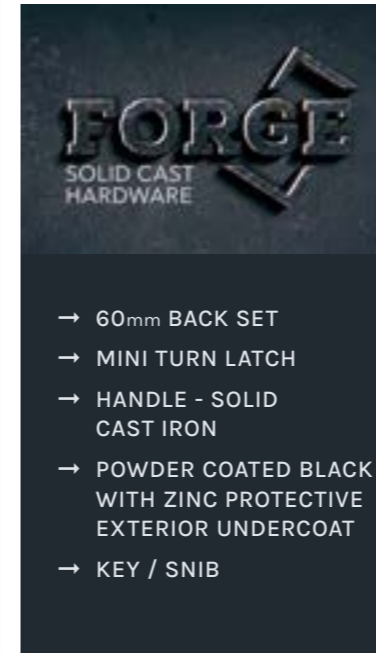 FORGE
SOLID CAST
HARDWARE
→ 60mm BACK SET
→ MINI TURN LATCH
→ HANDLE - SOLID
CAST IRON
→ POWDER COATED BLACK
WITH ZINC PROTECTIVE
EXTERIOR UNDERCOAT
→ KEY / SNIB